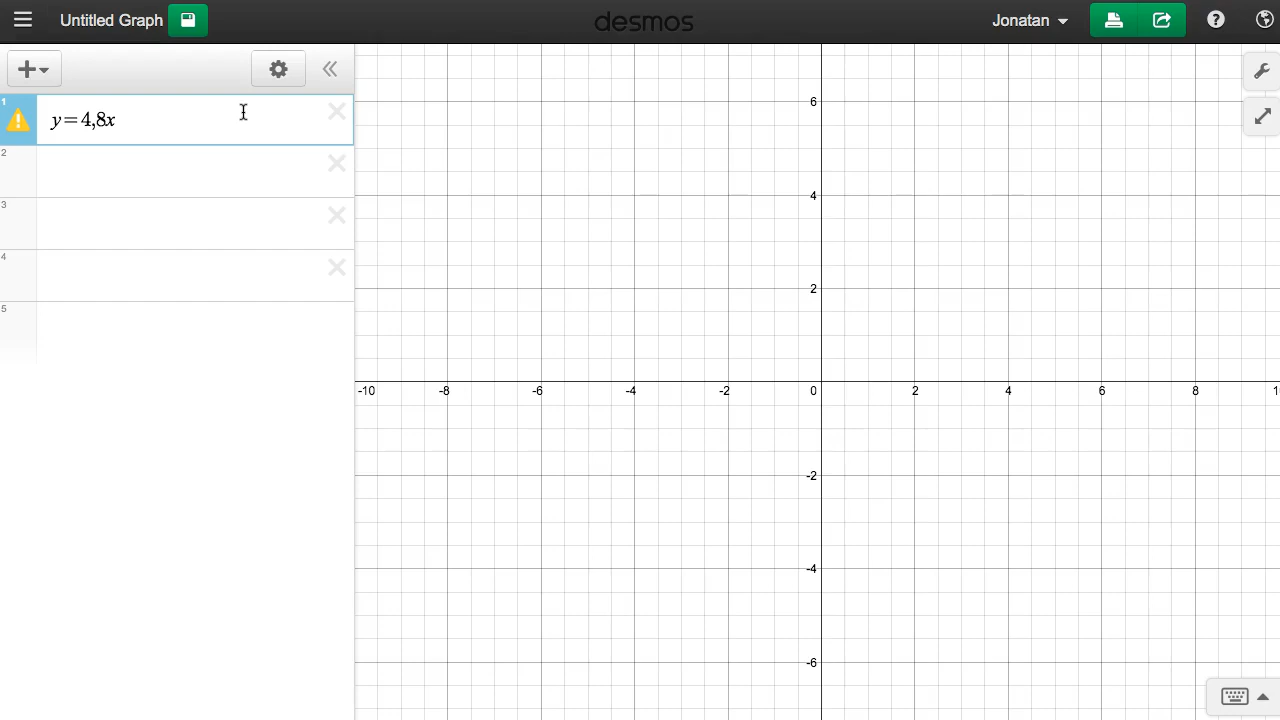 Untitled Graph
desmos
Jonatan
1
y=4,8x
2
3
4
5
6
4
2
-10 -8 -6 -4 -2 0 2 4 6 8 1
-2
-4
-6